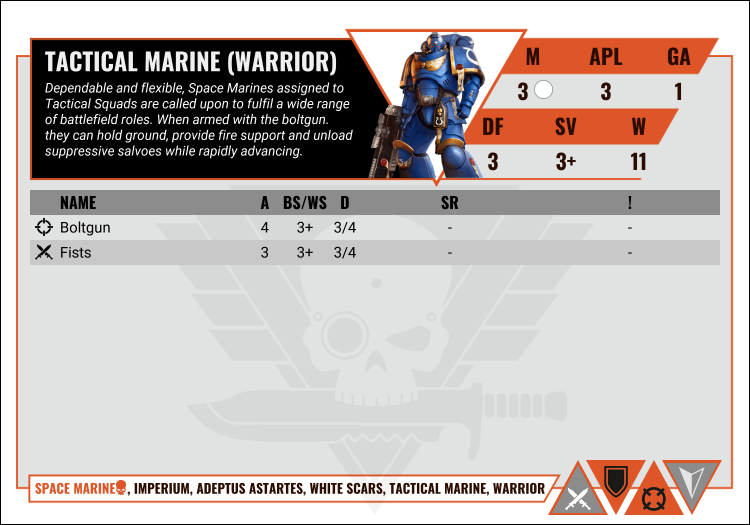 TACTICAL MARINE (WARRIOR)
Dependable and flexible, Space Marines assigned to
Tactical Squads are called upon to fulfil a wide range
of battlefield roles. When armed with the boltgun.
they can hold ground, provide fire support and unload
suppressive salvoes while rapidly advancing.
M APL GA
3 3 1
DF SV W
3 3+ 11
NAME A BS/WS D SR !
Boltgun 4 3+ 3/4 - -
Fists 3 3+ 3/4 - -
SPACE MARINE, IMPERIUM, ADEPTUS ASTARTES, WHITE SCARS, TACTICAL MARINE, WARRIOR